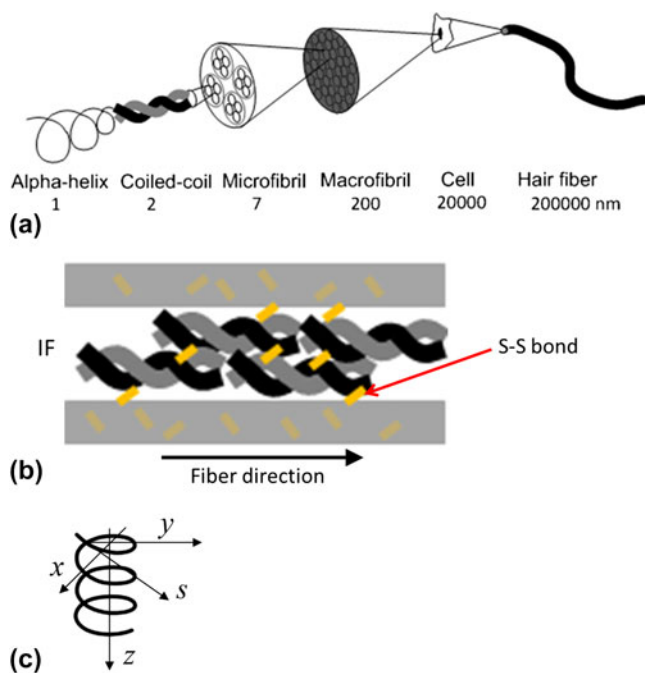 Alpha-helix Coiled-coil Microfibril Macrofibril Cell Hair fiber
1 2 7 200 20000 200000 nm
(a)
IF
S-S bond
(b)
Fiber direction
y
x
s
(c)
z